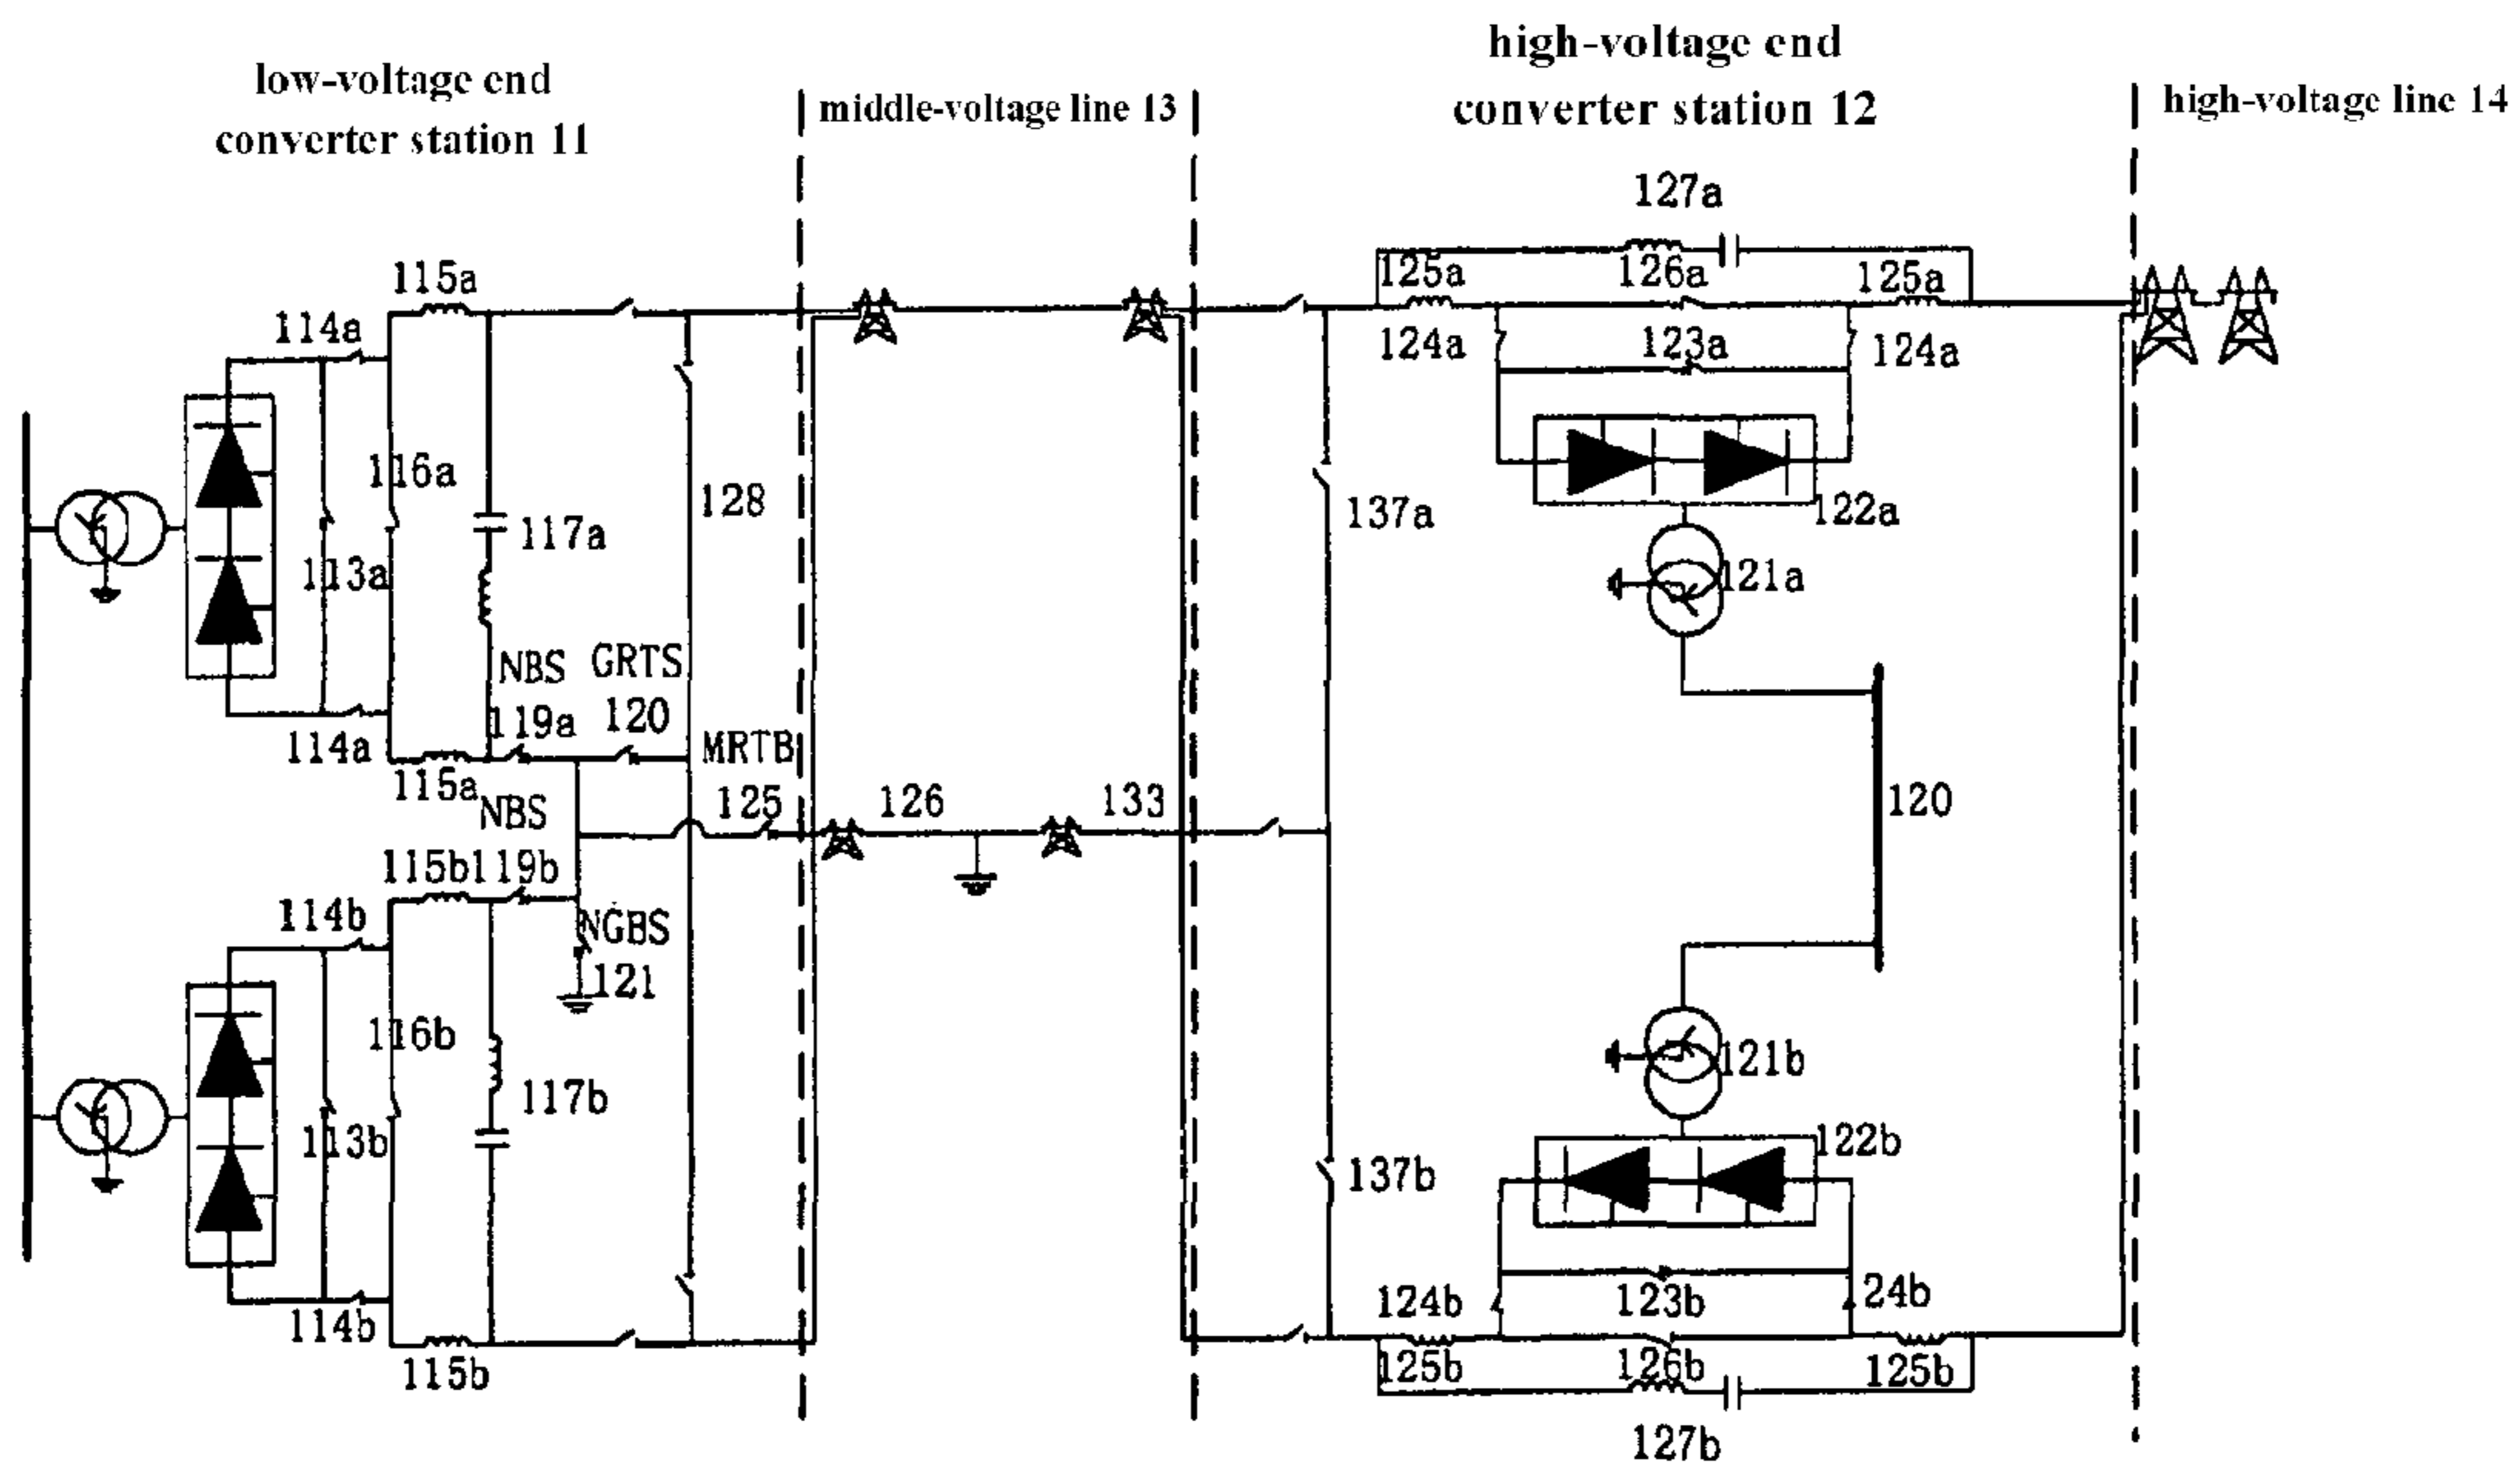 low-voltage end
converter station 11
middle-voltage line 13
high-voltage end
converter station 12
high-voltage line 14
127a
115a
125a
126a
125a
114a
124a
123a
124a
116a
128
137a
122a
117a
113a
121a
NBS
GRTS
119a
120
114a
MRTB
115a
125
126
133
120
NBS
115b
119b
114b
NGBS
121
116b
121b
117b
113b
122b
137b
114b
124b
123b
24b
115b
125b
126b
125b
127b